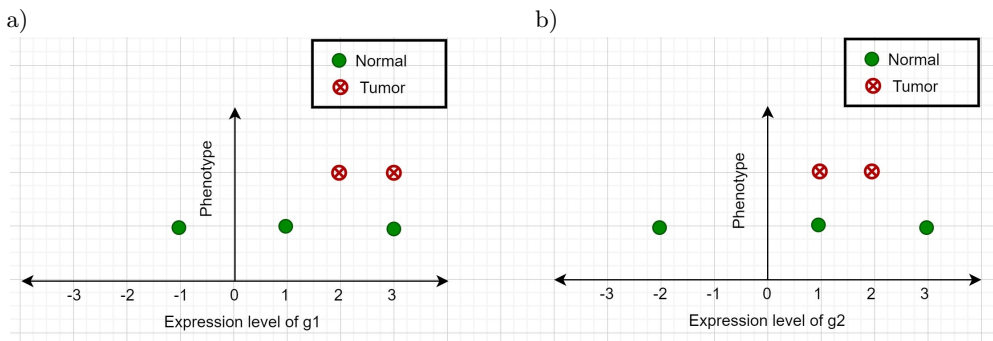 a)
Normal
Tumor
Phenotype
-3 -2 -1 0 1 2 3
Expression level of g1
b)
Normal
Tumor
Phenotype
-3 -2 -1 0 1 2 3
Expression level of g2